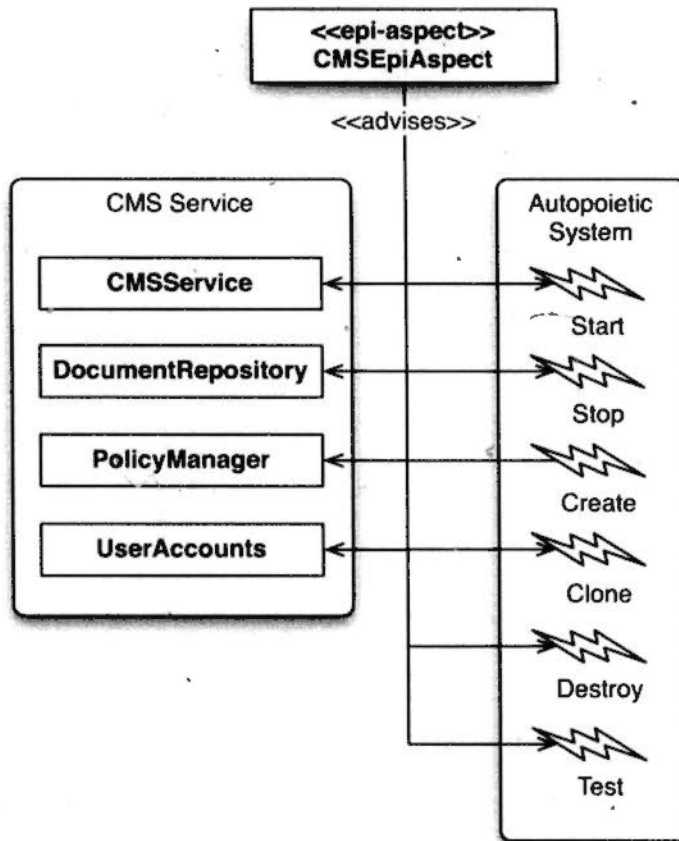 <<epi-aspect>>
CMSEpiAspect
<<advises>>
CMS Service
CMSService
DocumentRepository
PolicyManager
UserAccounts
Autopoietic
System
Start
Stop
Create
Clone
Destroy
Test